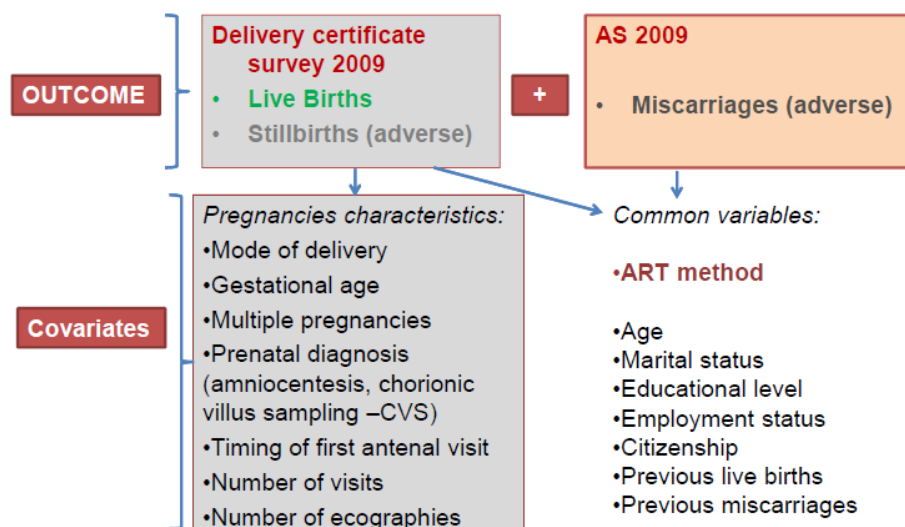 OUTCOME
Delivery certificate
survey 2009
• Live Births
• Stillbirths (adverse)
+
AS 2009
• Miscarriages (adverse)
Covariates
Pregnancies characteristics:
•Mode of delivery
•Gestational age
•Multiple pregnancies
•Prenatal diagnosis
(amniocentesis, chorionic
villus sampling –CVS)
•Timing of first antenal visit
•Number of visits
•Number of ecographies
Common variables:
•ART method
•Age
•Marital status
•Educational level
•Employment status
•Citizenship
•Previous live births
•Previous miscarriages